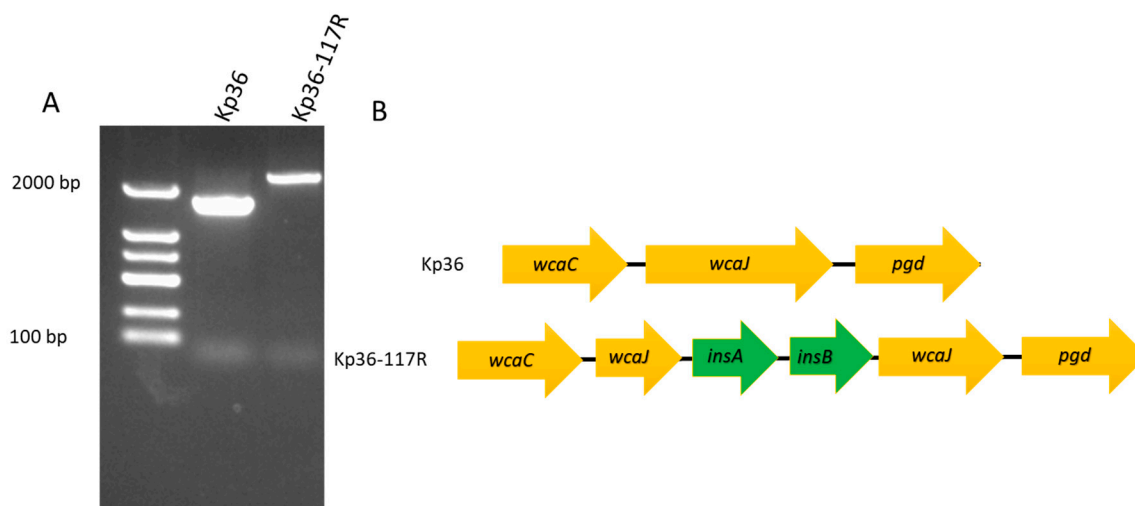 A
Kp36
Kp36-117R
2000 bp
100 bp
B
Kp36
wcaC
wcaJ
pgd
Kp36-117R
wcaC
wcaJ
insA
insB
wcaJ
pgd